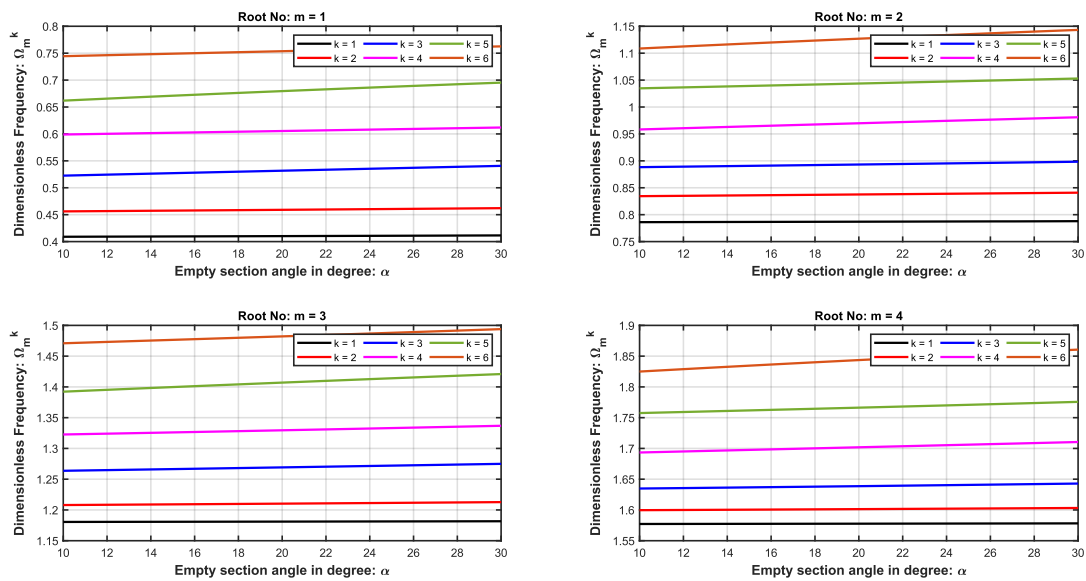 Root No: m = 1
Dimensionless Frequency: Ω_m^k
0.8
0.75
0.7
0.65
0.6
0.55
0.5
0.45
0.4
k = 1 k = 3 k = 5
k = 2 k = 4 k = 6
10 12 14 16 18 20 22 24 26 28 30
Empty section angle in degree: α
Root No: m = 2
Dimensionless Frequency: Ω_m^k
1.15
1.1
1.05
1
0.95
0.9
0.85
0.8
0.75
k = 1 k = 3 k = 5
k = 2 k = 4 k = 6
10 12 14 16 18 20 22 24 26 28 30
Empty section angle in degree: α
Root No: m = 3
Dimensionless Frequency: Ω_m^k
1.5
1.45
1.4
1.35
1.3
1.25
1.2
1.15
k = 1 k = 3 k = 5
k = 2 k = 4 k = 6
10 12 14 16 18 20 22 24 26 28 30
Empty section angle in degree: α
Root No: m = 4
Dimensionless Frequency: Ω_m^k
1.9
1.85
1.8
1.75
1.7
1.65
1.6
1.55
k = 1 k = 3 k = 5
k = 2 k = 4 k = 6
10 12 14 16 18 20 22 24 26 28 30
Empty section angle in degree: α